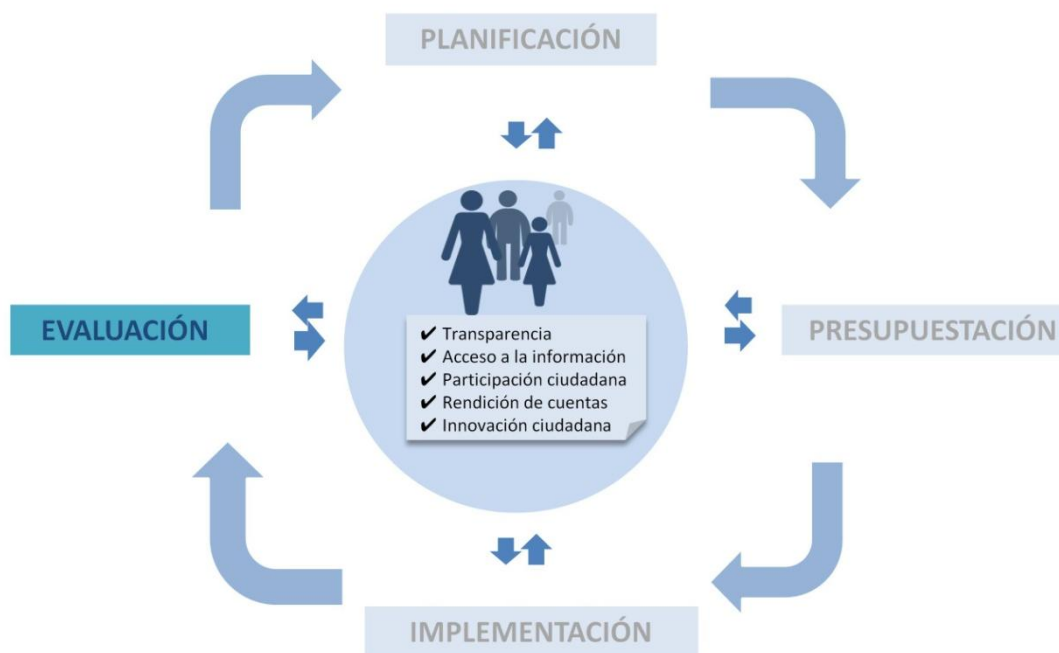 PLANIFICACIÓN
EVALUACIÓN
PRESUPUESTACIÓN
✔ Transparencia
✔ Acceso a la información
✔ Participación ciudadana
✔ Rendición de cuentas
✔ Innovación ciudadana
IMPLEMENTACIÓN